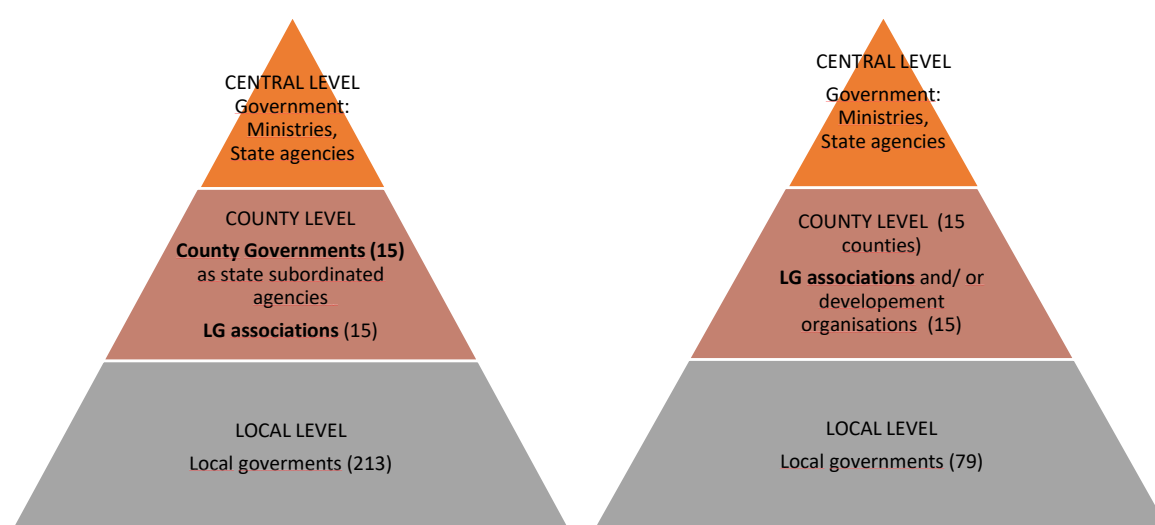 CENTRAL LEVEL
Government:
Ministries,
State agencies
COUNTY LEVEL
County Governments (15)
as state subordinated
agencies
LG associations (15)
LOCAL LEVEL
Local goverments (213)
CENTRAL LEVEL
Government:
Ministries,
State agencies
COUNTY LEVEL (15
counties)
LG associations and/ or
developement
organisations (15)
LOCAL LEVEL
Local governments (79)